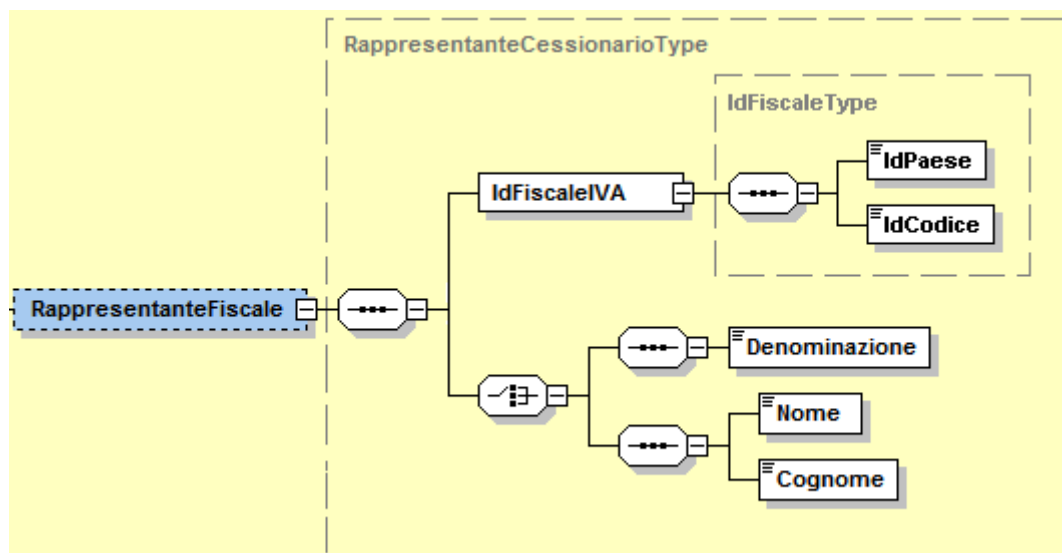 RappresentanteCessionarioType
IdFiscaleType
IdPaese
IdFiscaleIVA
IdCodice
RappresentanteFiscale
Denominazione
Nome
Cognome